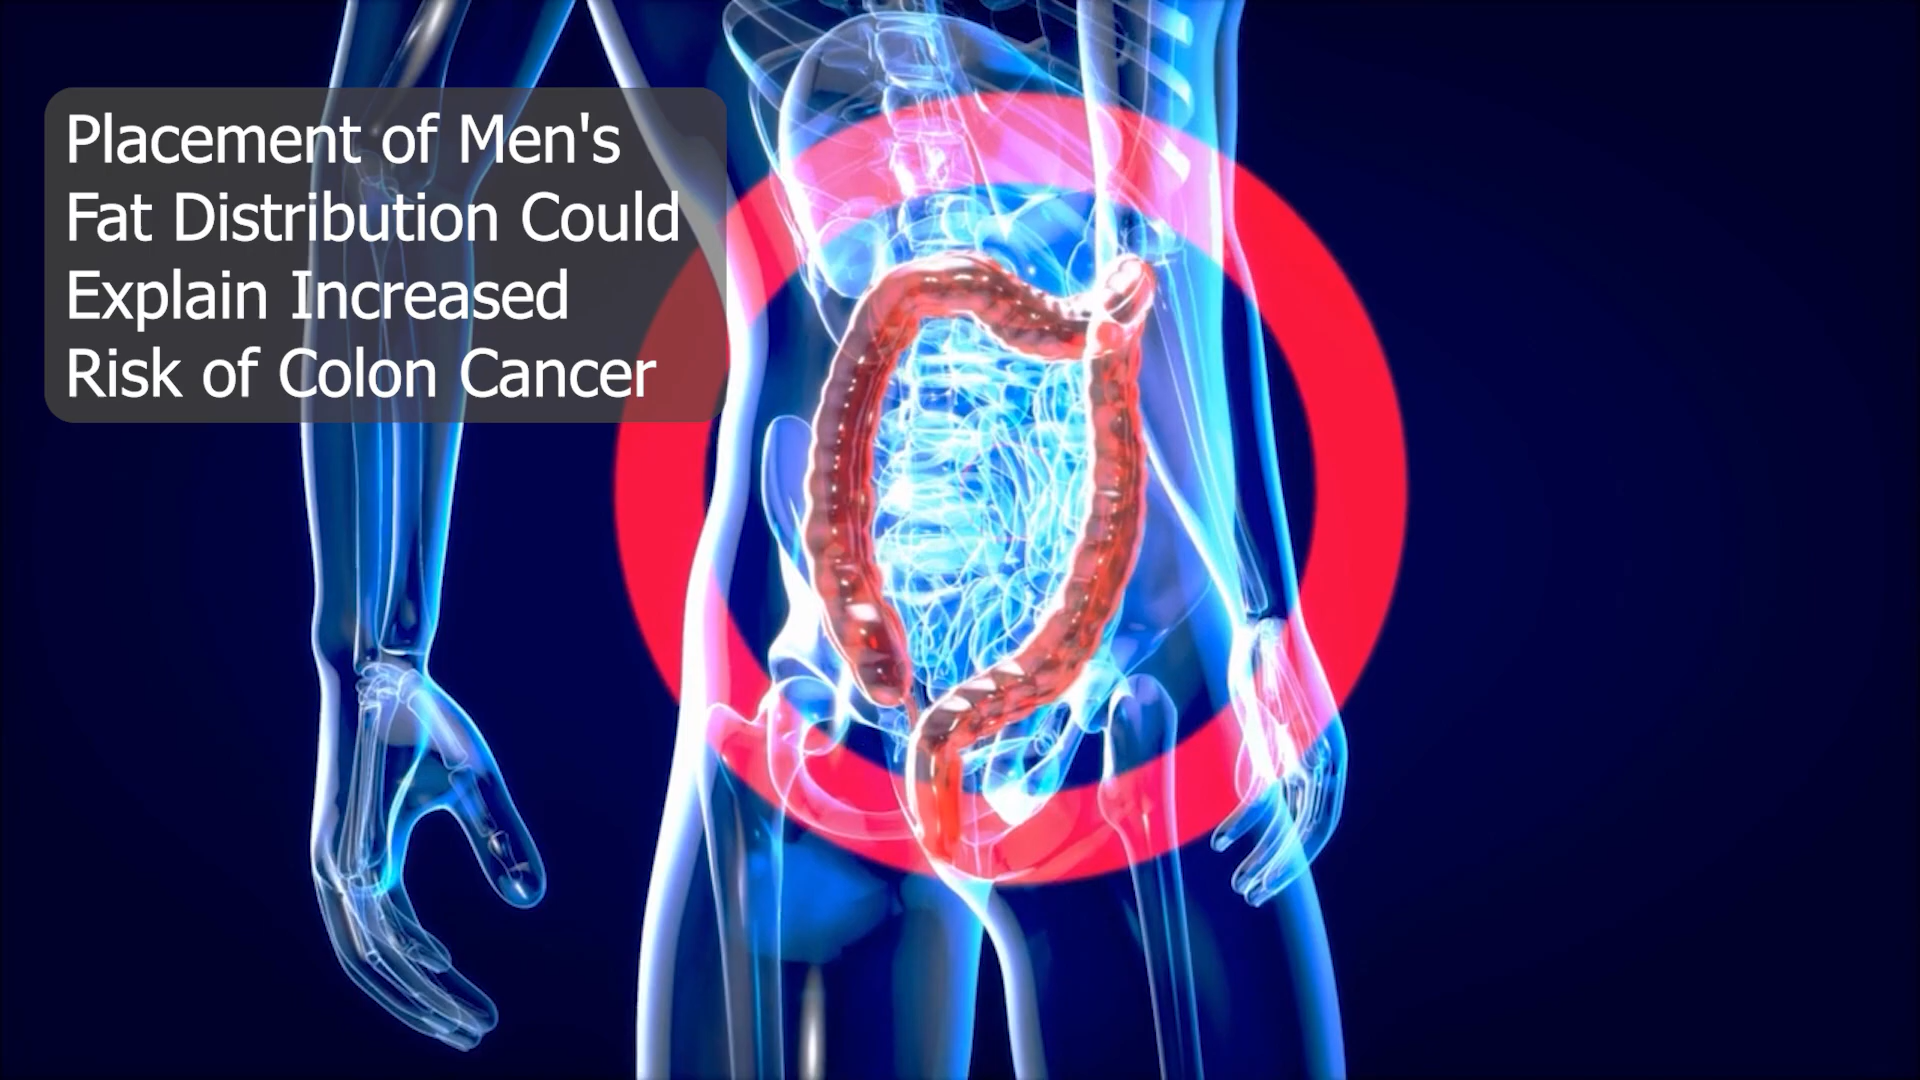 Placement of Men's
Fat Distribution Could
Explain Increased
Risk of Colon Cancer